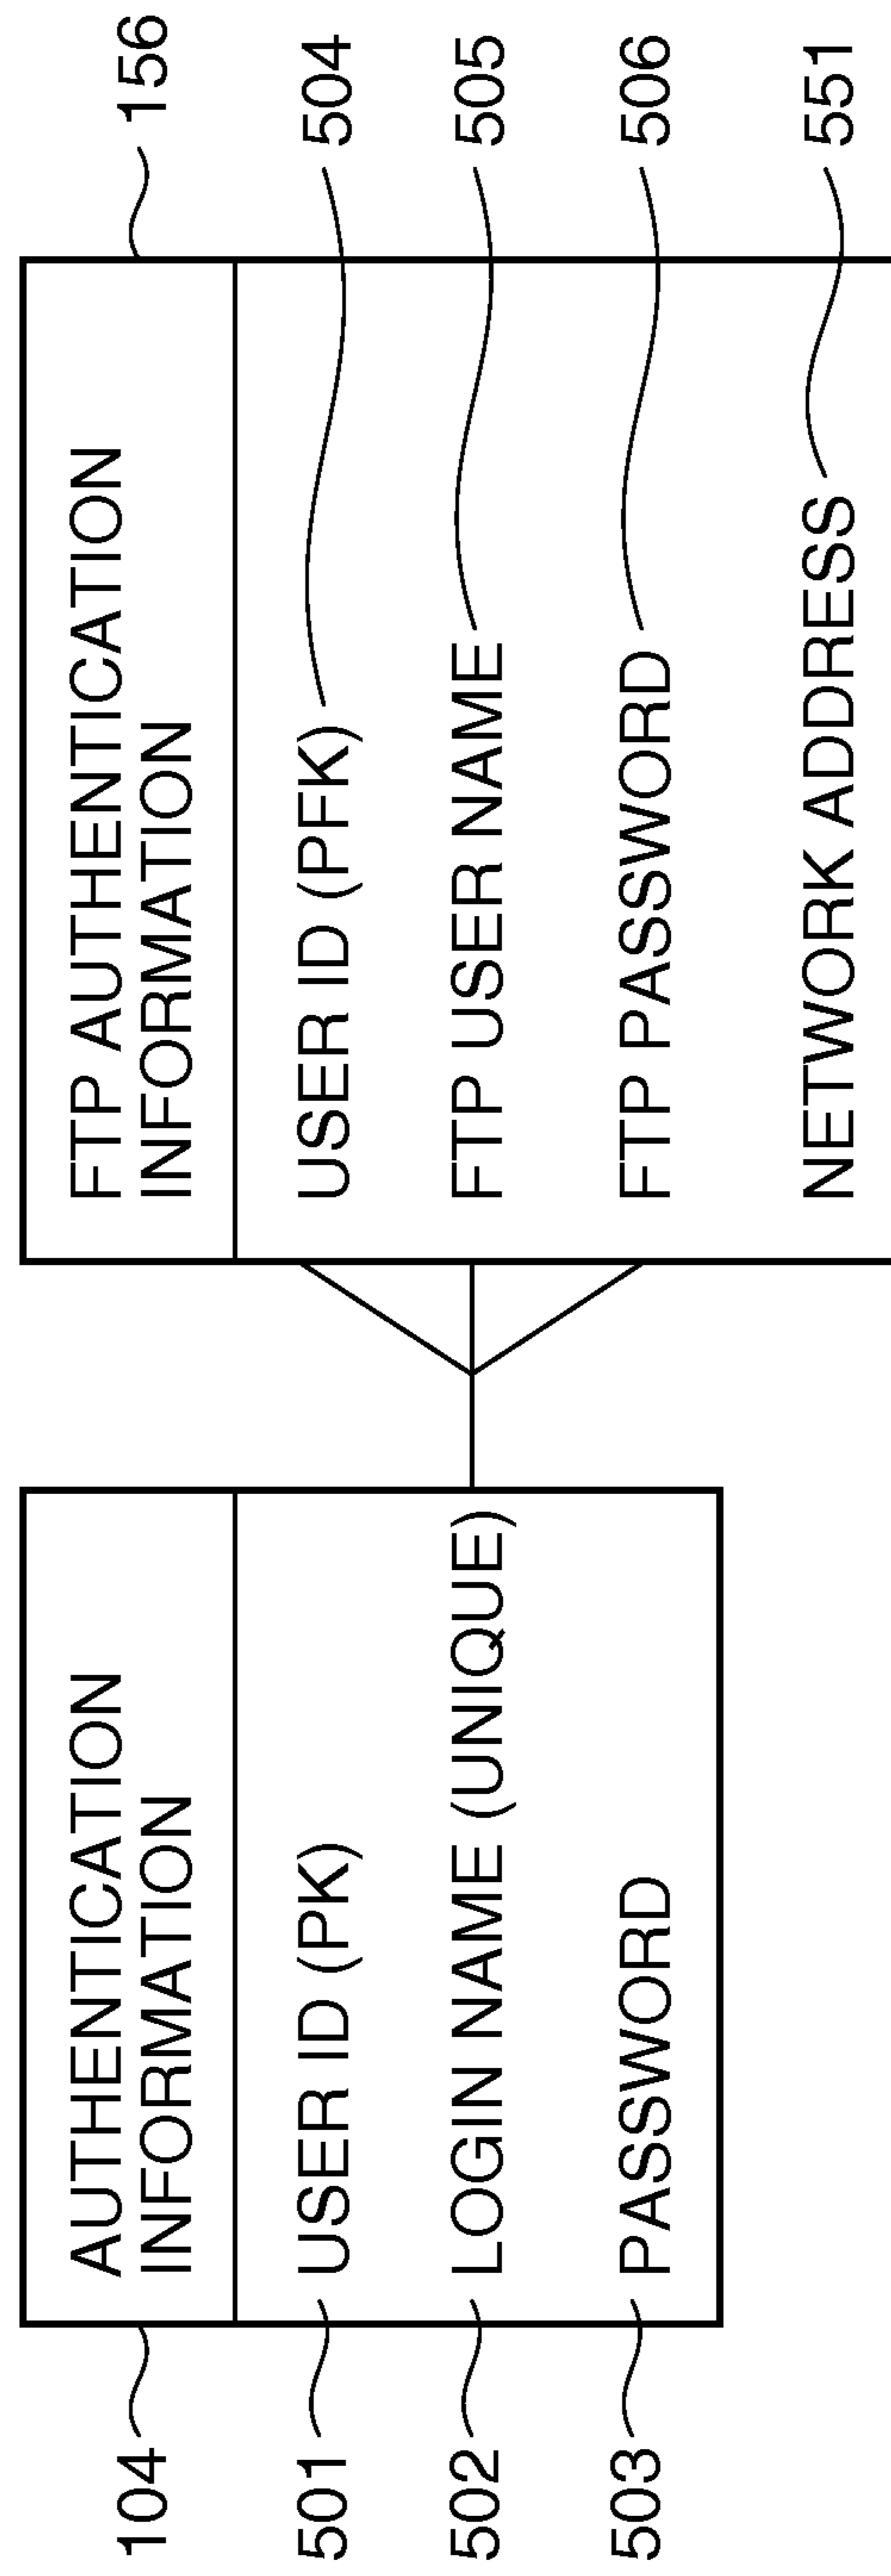 104
AUTHENTICATION
INFORMATION
501
USER ID (PK)
502
LOGIN NAME (UNIQUE)
503
PASSWORD
156
FTP AUTHENTICATION
INFORMATION
USER ID (PFK)
504
FTP USER NAME
505
FTP PASSWORD
506
NETWORK ADDRESS
551